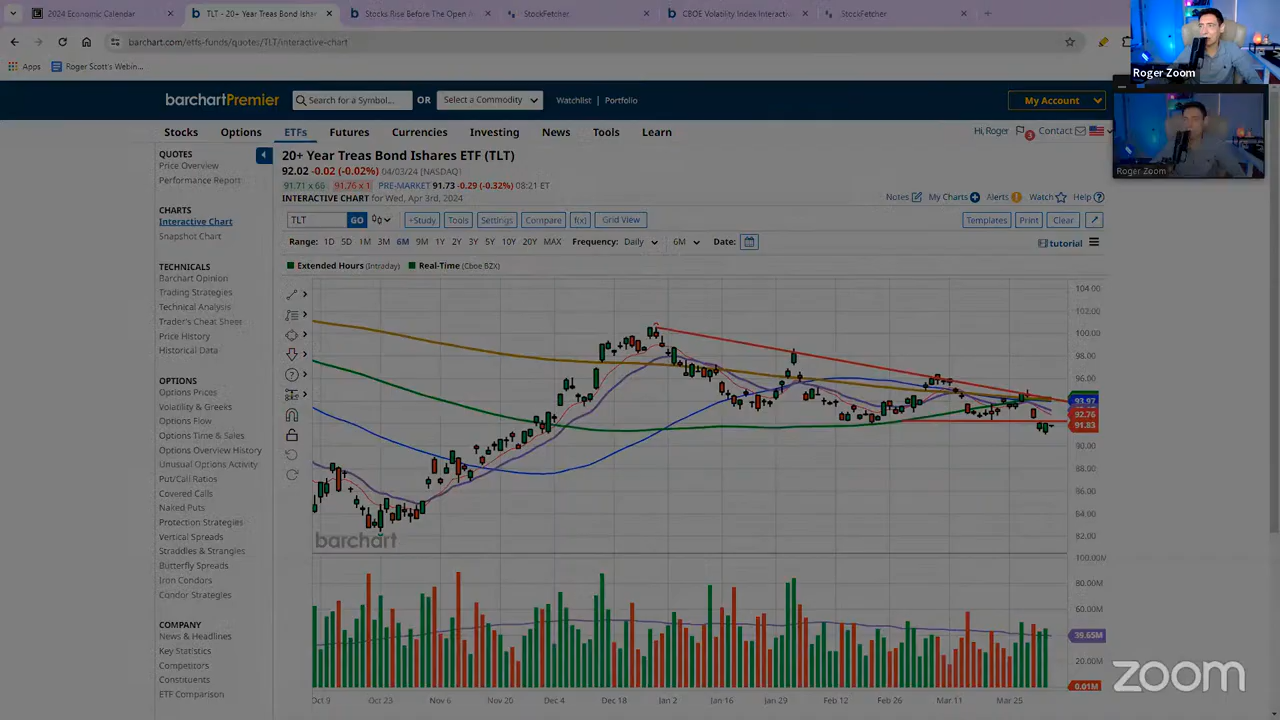 2024 Economic Calendar
TLT - 20+ Year Treas Bond Isher
Stocks Rise Before The Open
StockFetcher
CBOE Volatility Index Interacti
StockFetcher
barchart.com/etfs-funds/quotes/TLT/interactive-chart
Apps
Roger Scott's Webin...
Roger Zoom
Roger Zoom
barchartPremier
Search for a Symbol...
OR
Select a Commodity
Watchlist | Portfolio
My Account
Stocks Options ETFs Futures Currencies Investing News Tools Learn
Hi, Roger
3
Contact
QUOTES
Price Overview
Performance Report
CHARTS
Interactive Chart
Snapshot Chart
TECHNICALS
Barchart Opinion
Trading Strategies
Technical Analysis
Trader's Cheat Sheet
Price History
Historical Data
OPTIONS
Options Prices
Volatility & Greeks
Options Flow
Options Time & Sales
Options Overview History
Unusual Options Activity
Put/Call Ratios
Covered Calls
Naked Puts
Protection Strategies
Vertical Spreads
Straddles & Strangles
Butterfly Spreads
Iron Condors
Condor Strategies
COMPANY
News & Headlines
Key Statistics
Competitors
Constituents
ETF Comparison
20+ Year Treas Bond Ishares ETF (TLT)
92.02 -0.02 (-0.02%) 04/03/24 [NASDAQ]
91.71 x 66 91.76 x 1 PRE-MARKET 91.73 -0.29 (-0.32%) 08:21 ET
INTERACTIVE CHART for Wed, Apr 3rd, 2024
Notes My Charts Alerts Watch Help
TLT GO +Study Tools Settings Compare f(x) Grid View
Templates Print Clear
Range: 1D 5D 1M 3M 6M 9M 1Y 2Y 3Y 5Y 10Y 20Y MAX Frequency: Daily 6M Date:
tutorial
Extended Hours (Intraday) Real-Time (Cboe BZX)
104.00
102.00
100.00
98.00
96.00
93.97
92.76
91.83
90.00
88.00
86.00
84.00
82.00
barchart
100.00M
80.00M
60.00M
39.65M
20.00M
0.01M
Oct 9 Oct 23 Nov 6 Nov 20 Dec 4 Dec 18 Jan 2 Jan 16 Jan 29 Feb 12 Feb 26 Mar 11 Mar 25
zoom